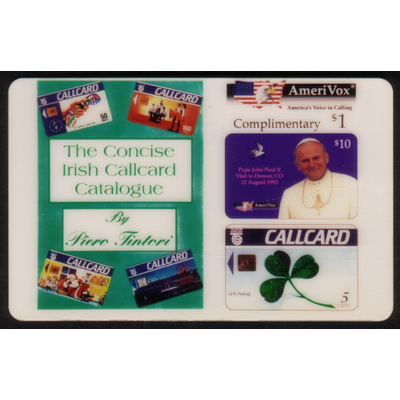 CALLCARD
50
CALLCARD
100
The Concise
Irish Callcard
Catalogue
By
Piero Tintori
CALLCARD
CALLCARD
AmeriVox®
America's Voice in Calling
Complimentary $1
$10
Pope John Paul II
Visit to Denver, CO
12 August 1993
AmeriVox
CALLCARD
5